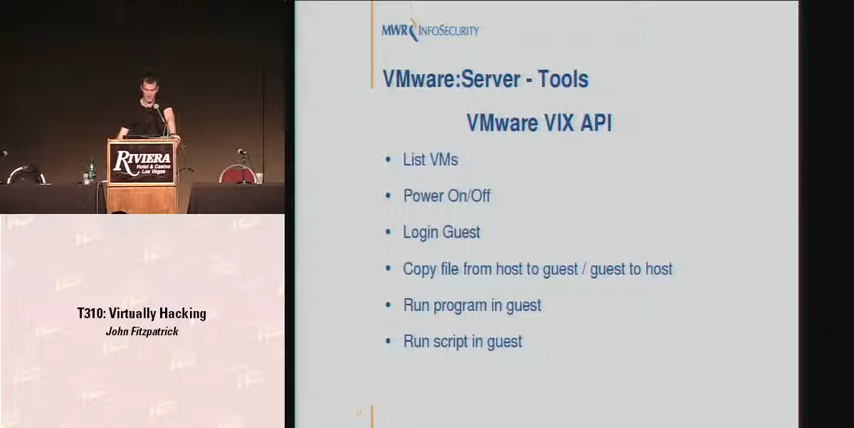 MWR INFOSECURITY
VMware:Server - Tools
VMware VIX API
• List VMs
• Power On/Off
• Login Guest
• Copy file from host to guest / guest to host
• Run program in guest
• Run script in guest
RIVIERA
Hotel & Casino
Las Vegas
T310: Virtually Hacking
John Fitzpatrick